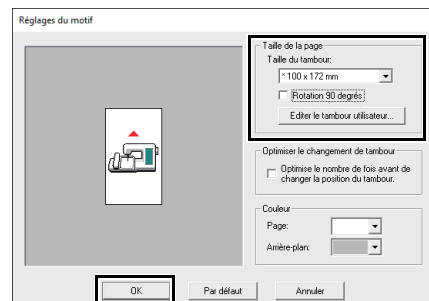 Réglages du motif
Taille de la page
Taille du tambour:
* 100 x 172 mm
Rotation 90 degrés
Editer le tambour utilisateur...
Optimiser le changement de tambour
Optimise le nombre de fois avant de
changer la position du tambour.
Couleur
Page:
Arrière-plan:
OK
Par défaut
Annuler